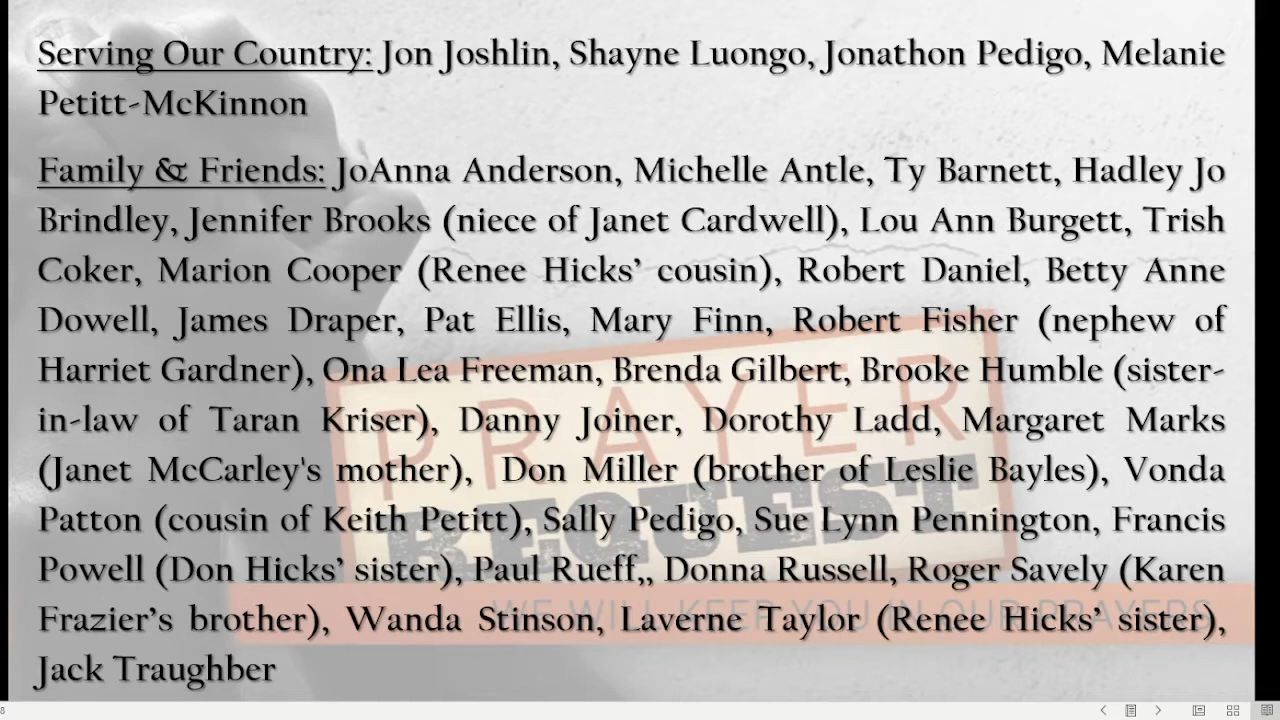 Serving Our Country: Jon Joshlin, Shayne Luongo, Jonathon Pedigo, Melanie
Petitt-McKinnon
Family & Friends: JoAnna Anderson, Michelle Antle, Ty Barnett, Hadley Jo
Brindley, Jennifer Brooks (niece of Janet Cardwell), Lou Ann Burgett, Trish
Coker, Marion Cooper (Renee Hicks’ cousin), Robert Daniel, Betty Anne
Dowell, James Draper, Pat Ellis, Mary Finn, Robert Fisher (nephew of
Harriet Gardner), Ona Lea Freeman, Brenda Gilbert, Brooke Humble (sister-
in-law of Taran Kriser), Danny Joiner, Dorothy Ladd, Margaret Marks
(Janet McCarley's mother), Don Miller (brother of Leslie Bayles), Vonda
Patton (cousin of Keith Petitt), Sally Pedigo, Sue Lynn Pennington, Francis
Powell (Don Hicks’ sister), Paul Rueff,, Donna Russell, Roger Savely (Karen
Frazier’s brother), Wanda Stinson, Laverne Taylor (Renee Hicks’ sister),
Jack Traughber
PRAYER
REQUEST
WE WILL KEEP YOU IN OUR PRAYERS
8